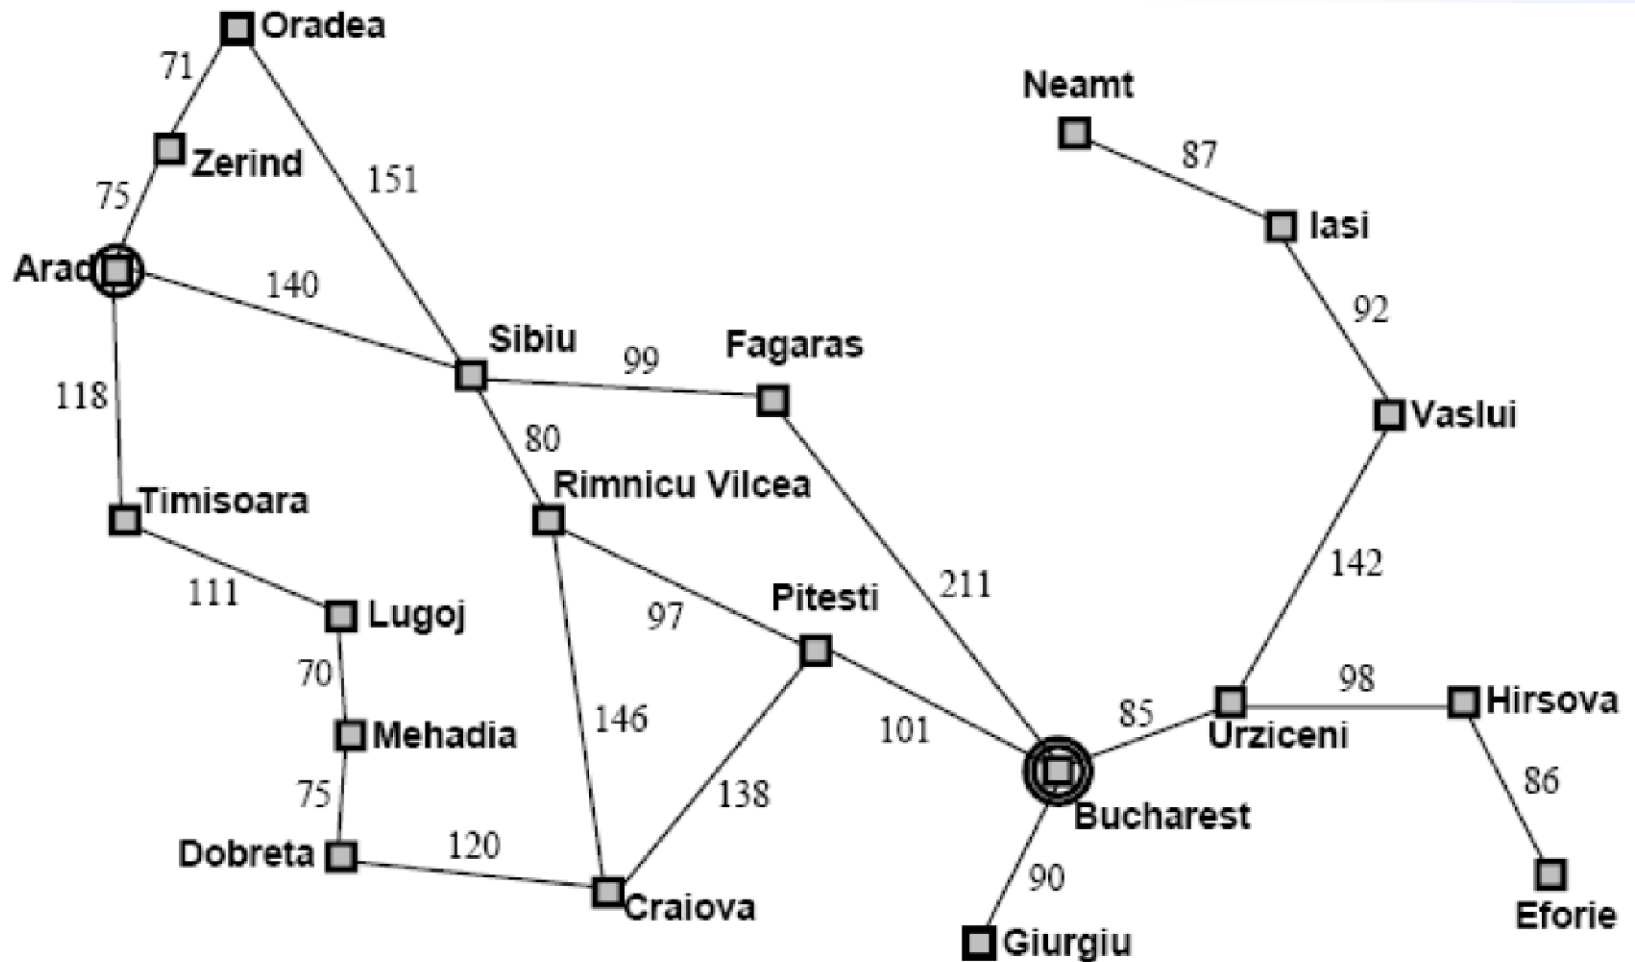 Oradea
71
Neamt
87
Zerind
151
75
Iasi
Arad
140
92
Sibiu
Fagaras
99
118
Vaslui
80
Rimnicu Vilcea
Timisoara
142
211
111
Pitesti
Lugoj
97
70
98
Hirsova
85
146
101
Urziceni
Mehadia
86
75
138
Bucharest
Dobreta
120
90
Craiova
Eforie
Giurgiu